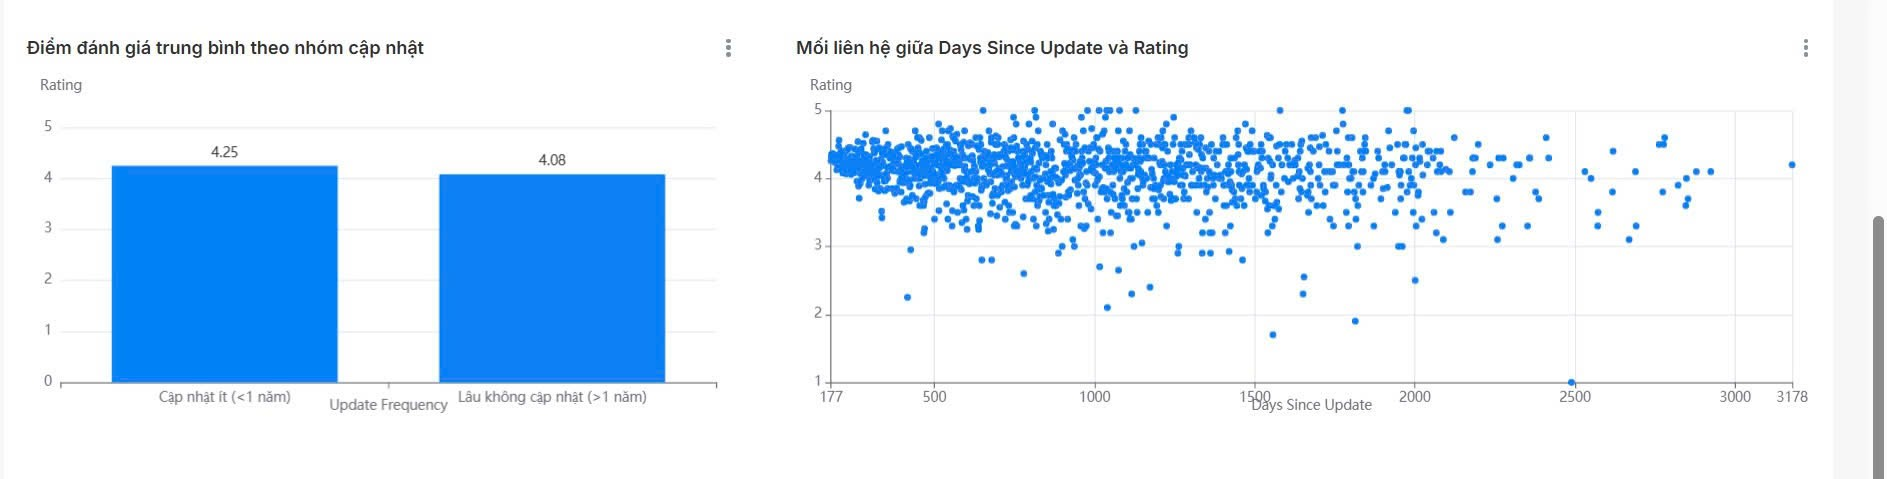 Điểm đánh giá trung bình theo nhóm cập nhật
Rating
5
4
3
2
1
0
4.25
4.08
Cập nhật ít (<1 năm)
Lâu không cập nhật (>1 năm)
Update Frequency
Mối liên hệ giữa Days Since Update và Rating
Rating
5
4
3
2
1
177
500
1000
1500
2000
2500
3000
3178
Days Since Update